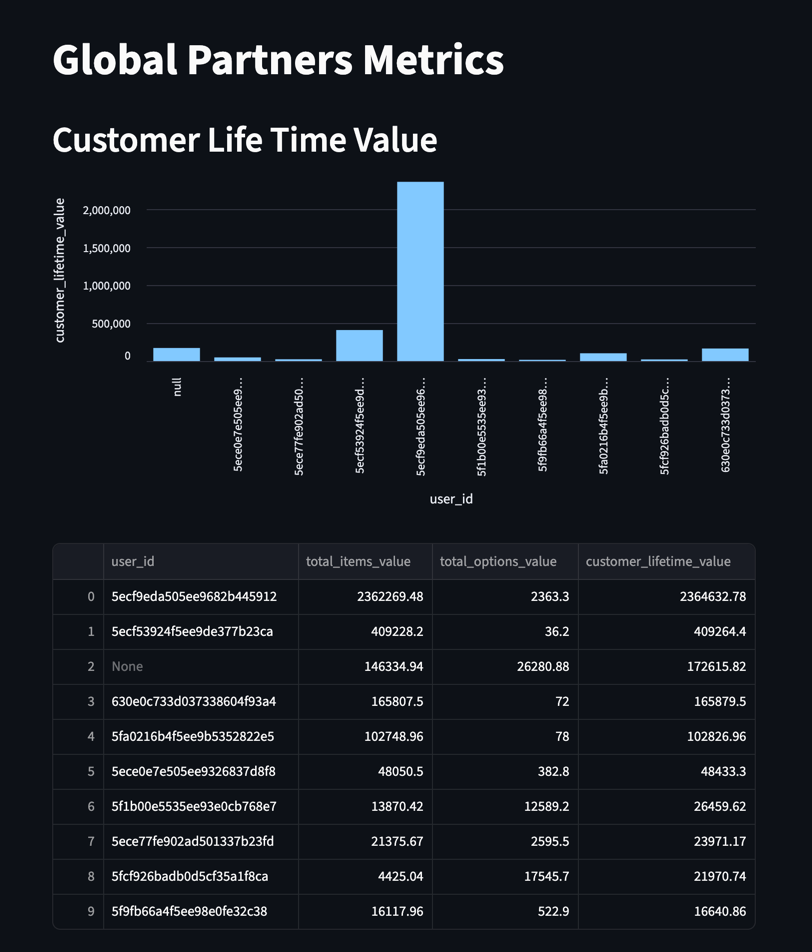 Global Partners Metrics
Customer Life Time Value
customer_lifetime_value
2,000,000
1,500,000
1,000,000
500,000
0
null
5ece0e7e505ee9…
5ece77fe902ad50…
5ecf53924f5ee9d…
5ecf9eda505ee96…
5f1b00e5535ee93…
5f9fb66a4f5ee98…
5fa0216b4f5ee9b…
5fcf926badb0d5c…
630e0c733d0373…
user_id
user_id total_items_value total_options_value customer_lifetime_value
0 5ecf9eda505ee9682b445912 2362269.48 2363.3 2364632.78
1 5ecf53924f5ee9de377b23ca 409228.2 36.2 409264.4
2 None 146334.94 26280.88 172615.82
3 630e0c733d037338604f93a4 165807.5 72 165879.5
4 5fa0216b4f5ee9b5352822e5 102748.96 78 102826.96
5 5ece0e7e505ee9326837d8f8 48050.5 382.8 48433.3
6 5f1b00e5535ee93e0cb768e7 13870.42 12589.2 26459.62
7 5ece77fe902ad501337b23fd 21375.67 2595.5 23971.17
8 5fcf926badb0d5cf35a1f8ca 4425.04 17545.7 21970.74
9 5f9fb66a4f5ee98e0fe32c38 16117.96 522.9 16640.86